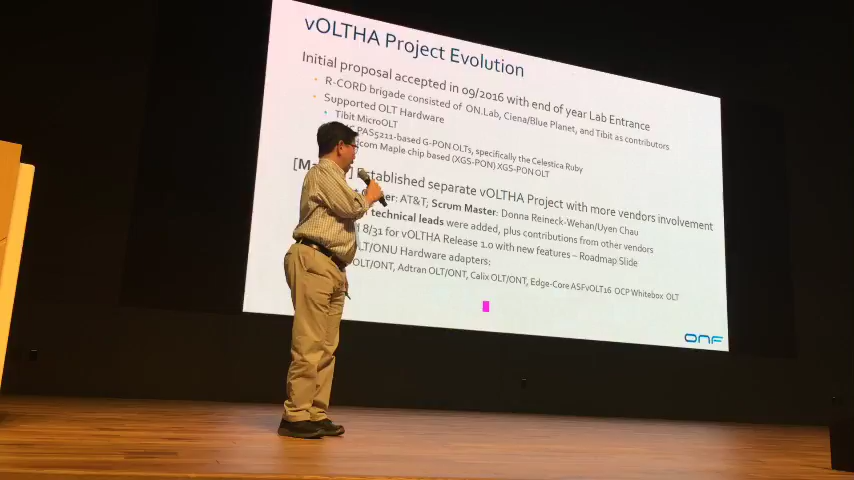 vOLTHA Project Evolution
Initial proposal accepted in 09/2016 with end of year Lab Entrance
R-CORD brigade consisted of ON.Lab, Ciena/Blue Planet, and Tibit as contributors
Supported OLT Hardware
Tibit MicroOLT
PAS5211-based G-PON OLTs, specifically the Celestica Ruby
Maple chip based (XGS-PON) XGS-PON OLT
Established separate vOLTHA Project with more vendors involvement
: AT&T; Scrum Master: Donna Reineck-Wehan/Uyen Chau
technical leads were added, plus contributions from other vendors
8/31 for vOLTHA Release 1.0 with new features – Roadmap Slide
/ONU Hardware adapters:
OLT/ONT, Adtran OLT/ONT, Calix OLT/ONT, Edge-Core ASFvOLT16 OCP Whitebox OLT
ONF